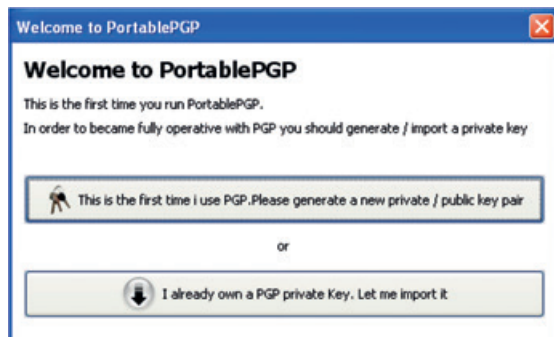 Welcome to PortablePGP
Welcome to PortablePGP
This is the first time you run PortablePGP.
In order to became fully operative with PGP you should generate / import a private key
This is the first time i use PGP.Please generate a new private / public key pair
or
I already own a PGP private Key. Let me import it